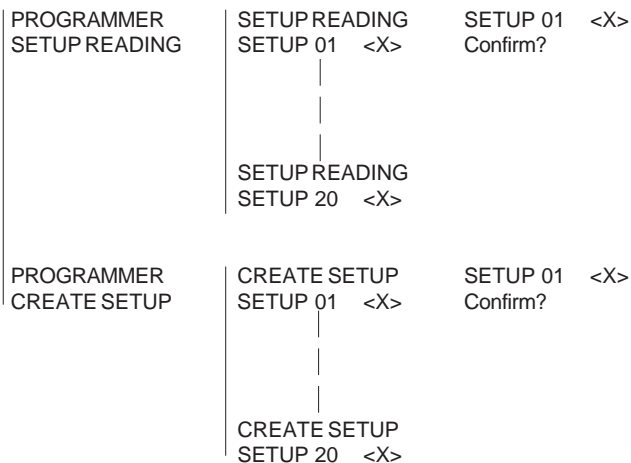 PROGRAMMER SETUP READING SETUP 01 <X>
SETUP READING SETUP 01 <X> Confirm?
SETUP READING
SETUP 20 <X>
PROGRAMMER CREATE SETUP SETUP 01 <X>
CREATE SETUP SETUP 01 <X> Confirm?
CREATE SETUP
SETUP 20 <X>